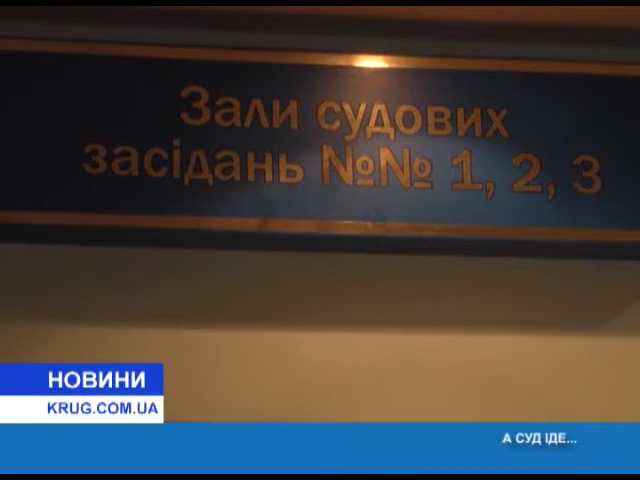 Зали судових
засідань №№ 1, 2, 3
НОВИНИ
KRUG.COM.UA
А СУД ІДЕ...